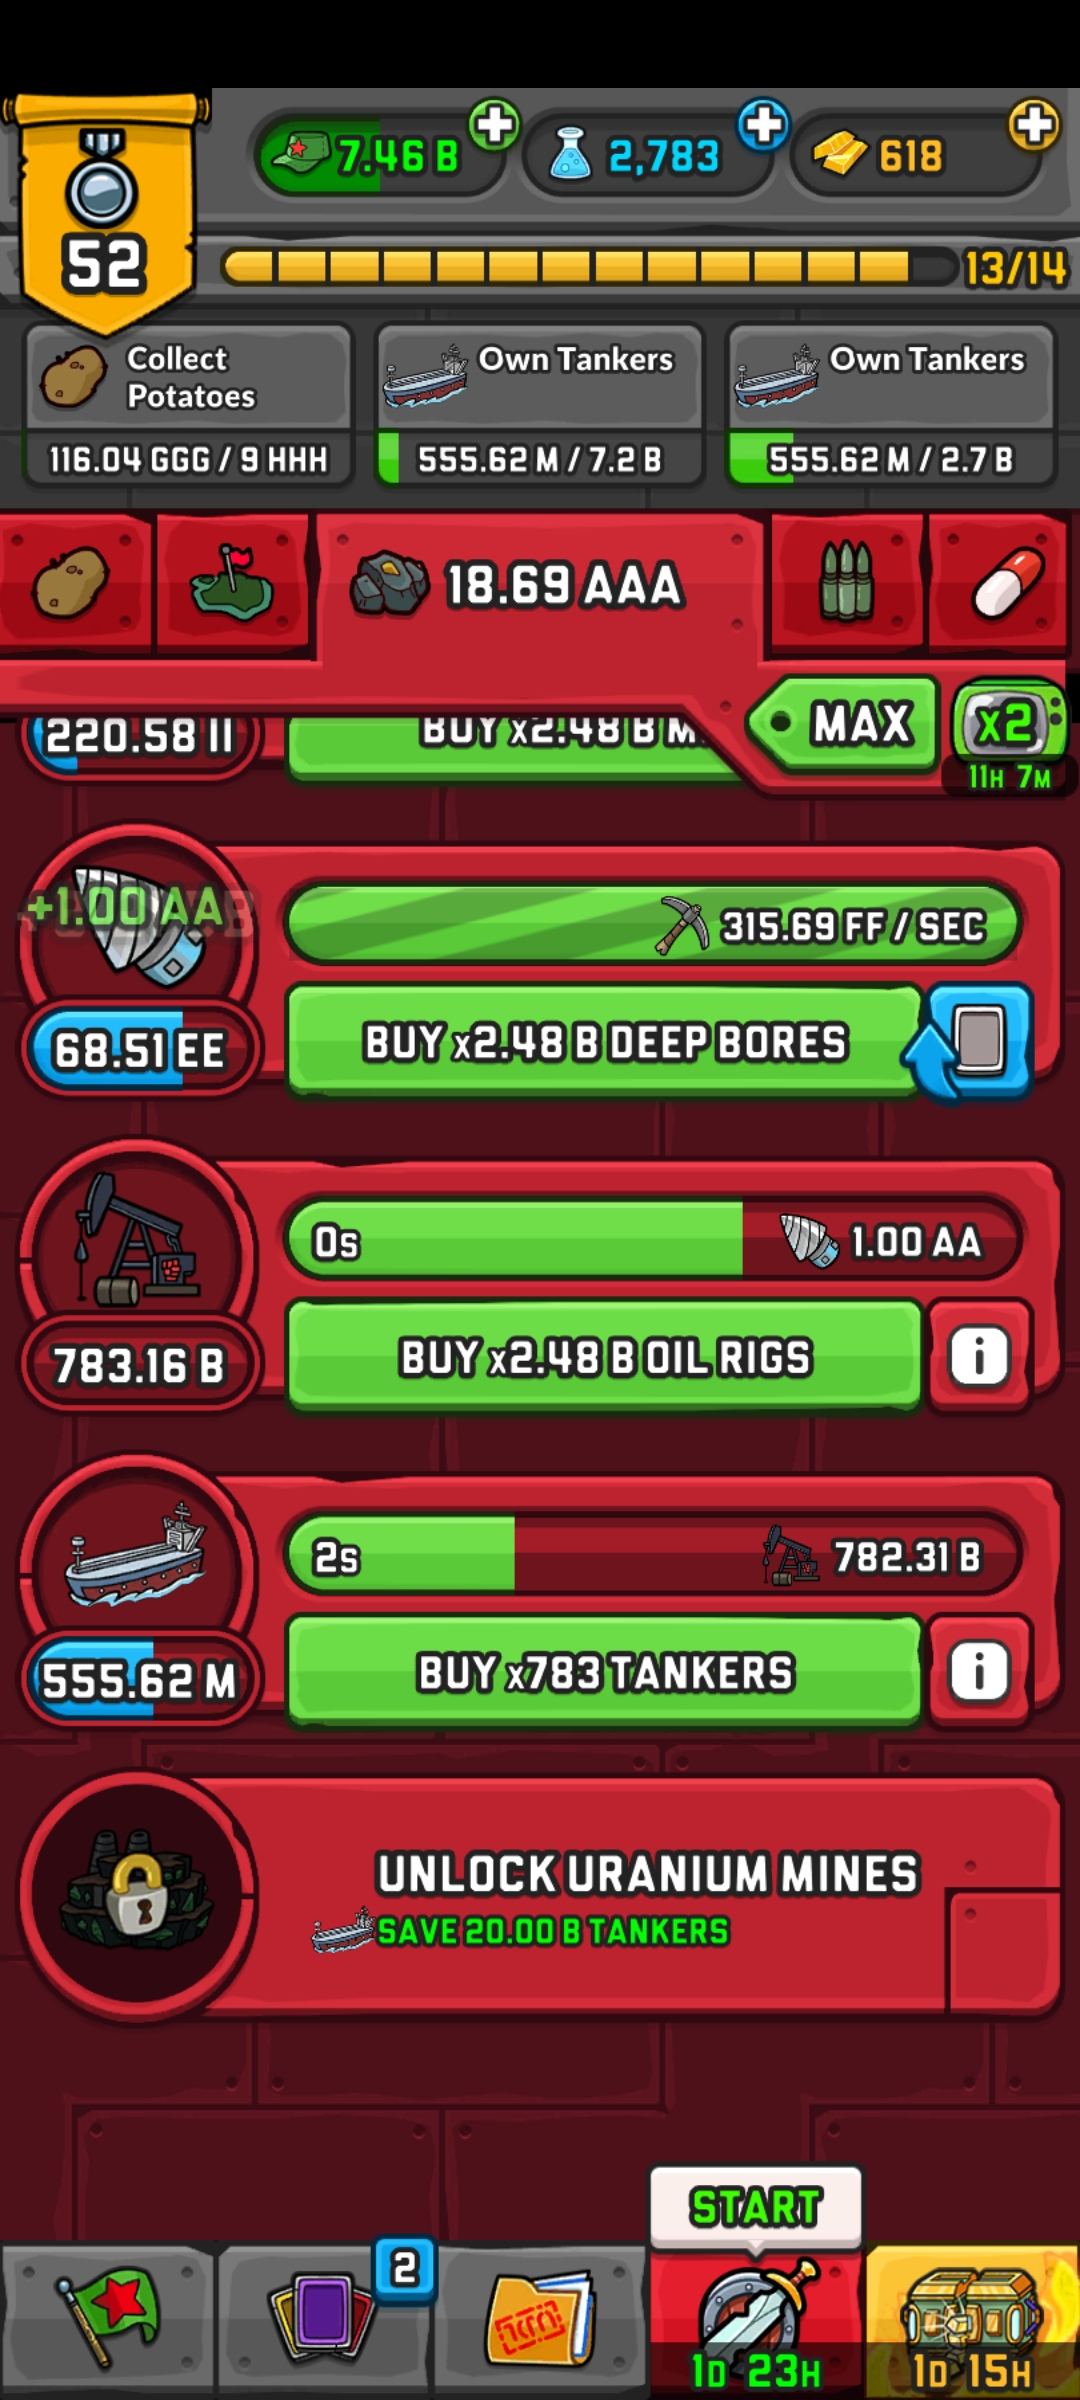 7.46 B
2,783
618
52
13/14
Collect
Potatoes
116.04 GGG / 9 HHH
Own Tankers
555.62 M / 7.2 B
Own Tankers
555.62 M / 2.7 B
18.69 AAA
MAX
x2
11H 7M
220.58 II
BUY x2.48 B M
+1.00 AA
315.69 FF / SEC
68.51 EE
BUY x2.48 B DEEP BORES
0s
1.00 AA
783.16 B
BUY x2.48 B OIL RIGS
i
2s
782.31 B
555.62 M
BUY x783 TANKERS
i
UNLOCK URANIUM MINES
SAVE 20.00 B TANKERS
START
2
1D 23H
1D 15H